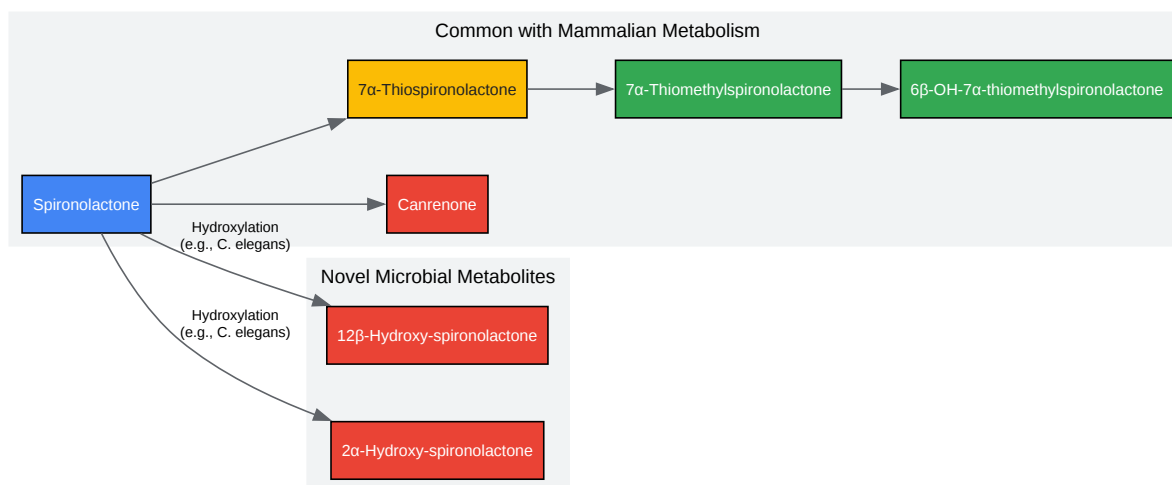 Common with Mammalian Metabolism
7α-Thiospironolactone
7α-Thiomethylspironolactone
6β-OH-7α-thiomethylspironolactone
Spironolactone
Canrenone
Hydroxylation
(e.g., C. elegans)
Novel Microbial Metabolites
Hydroxylation
(e.g., C. elegans)
12β-Hydroxy-spironolactone
2α-Hydroxy-spironolactone